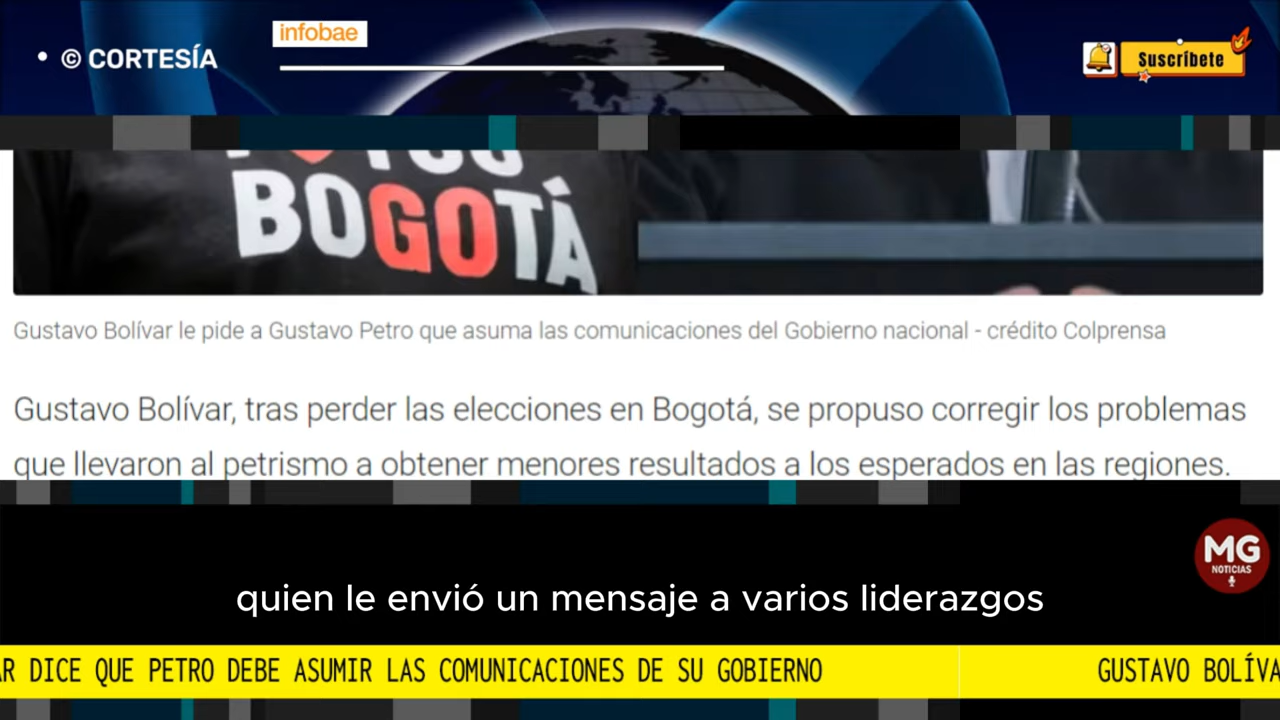 © CORTESÍA
infobae
Suscríbete
BOGOTÁ
Gustavo Bolívar le pide a Gustavo Petro que asuma las comunicaciones del Gobierno nacional - crédito Colprensa
Gustavo Bolívar, tras perder las elecciones en Bogotá, se propuso corregir los problemas
que llevaron al petrismo a obtener menores resultados a los esperados en las regiones.
MG
NOTICIAS
quien le envió un mensaje a varios liderazgos
AR DICE QUE PETRO DEBE ASUMIR LAS COMUNICACIONES DE SU GOBIERNO GUSTAVO BOLÍVA